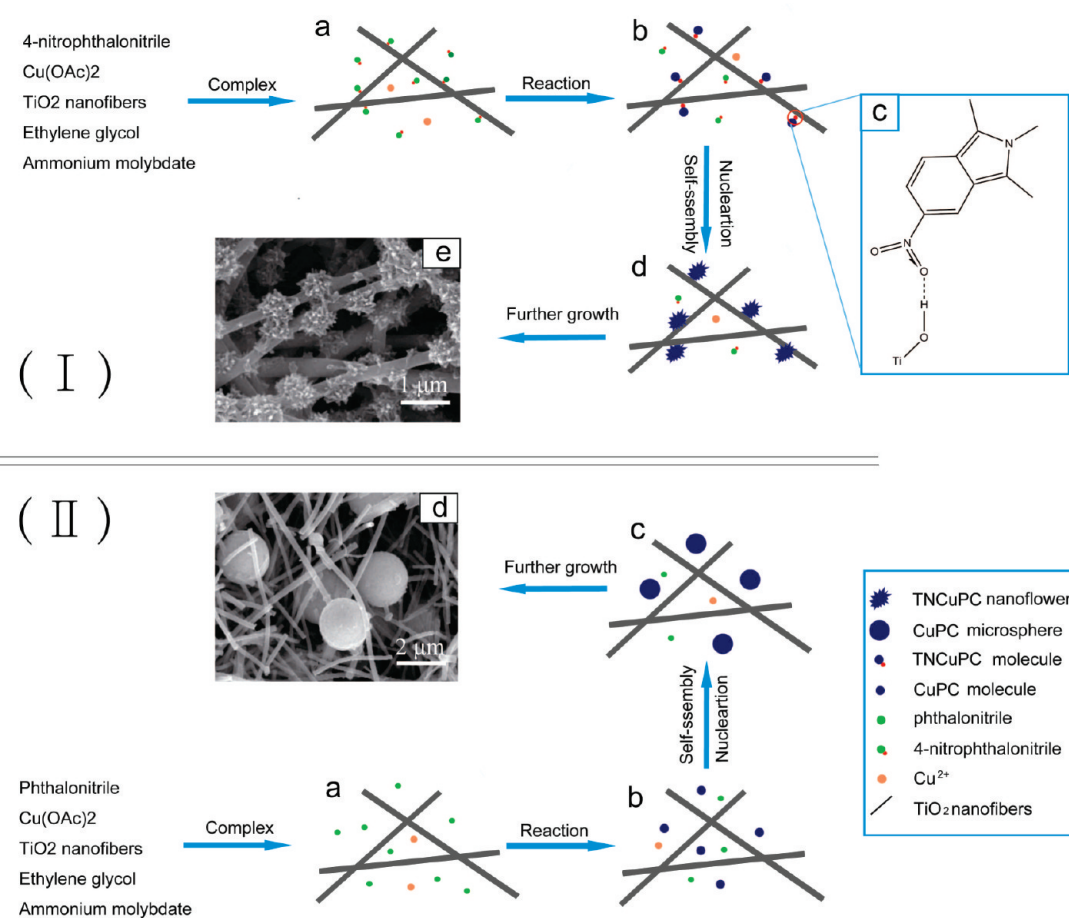 4-nitrophthalonitrile
Cu(OAc)2
TiO2 nanofibers
Ethylene glycol
Ammonium molybdate
Complex
a
Reaction
b
c
N
O
N
O
H
O
Ti
Self-ssembly
Nucleartion
d
Further growth
e
1 μm
( I )
( II )
d
2 μm
Further growth
c
Self-ssembly
Nucleartion
Phthalonitrile
Cu(OAc)2
TiO2 nanofibers
Ethylene glycol
Ammonium molybdate
Complex
a
Reaction
b
TNCuPC nanoflower
CuPC microsphere
TNCuPC molecule
CuPC molecule
phthalonitrile
4-nitrophthalonitrile
Cu²⁺
TiO₂ nanofibers